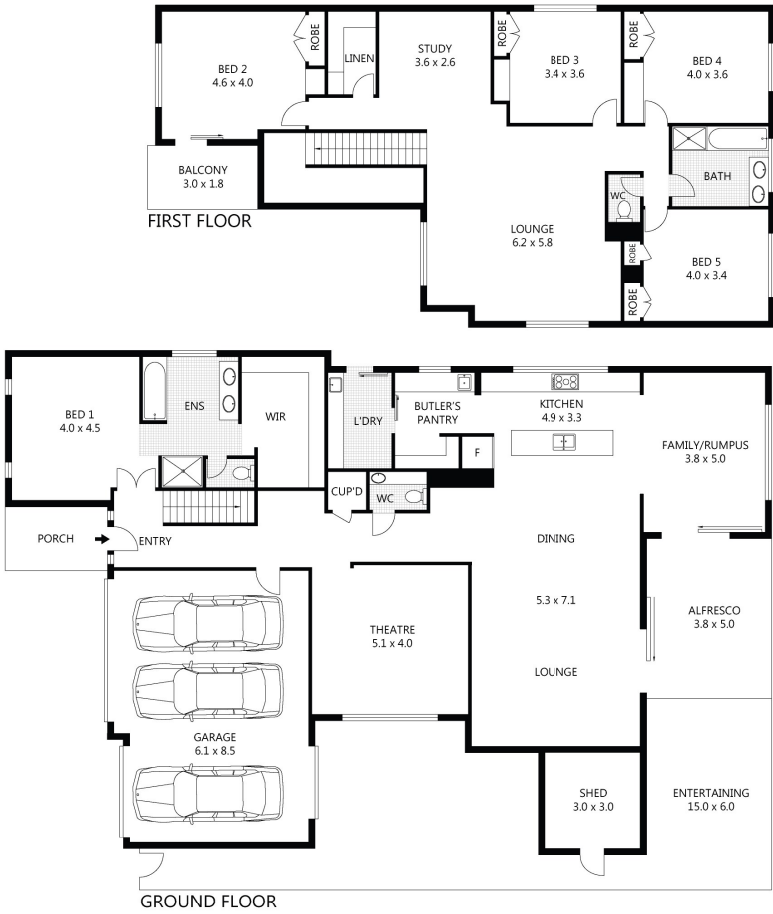 ROBE
LINEN
STUDY
3.6 x 2.6
ROBE
BED 3
3.4 x 3.6
ROBE
BED 4
4.0 x 3.6
BED 2
4.6 x 4.0
BALCONY
3.0 x 1.8
BATH
WC
FIRST FLOOR
LOUNGE
6.2 x 5.8
ROBE
BED 5
4.0 x 3.4
ROBE
BED 1
4.0 x 4.5
ENS
WIR
L'DRY
BUTLER'S
PANTRY
KITCHEN
4.9 x 3.3
F
FAMILY/RUMPUS
3.8 x 5.0
CUP'D
WC
PORCH
ENTRY
DINING
5.3 x 7.1
LOUNGE
ALFRESCO
3.8 x 5.0
THEATRE
5.1 x 4.0
GARAGE
6.1 x 8.5
SHED
3.0 x 3.0
ENTERTAINING
15.0 x 6.0
GROUND FLOOR